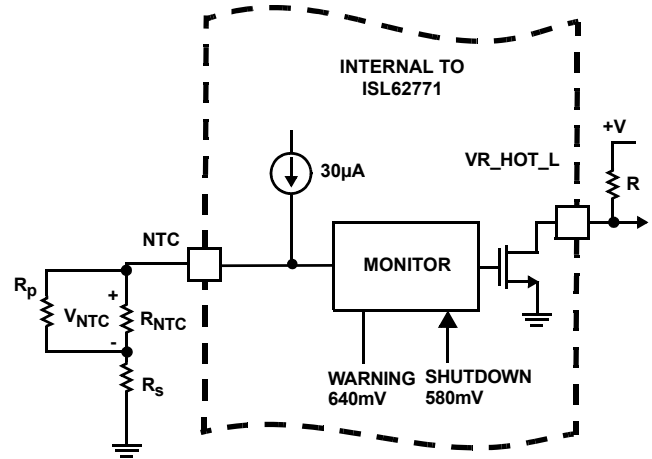 INTERNAL TO
ISL62771
+V
VR_HOT_L
R
30µA
NTC
MONITOR
Rp
+
VNTC
RNTC
-
Rs
WARNING
640mV
SHUTDOWN
580mV